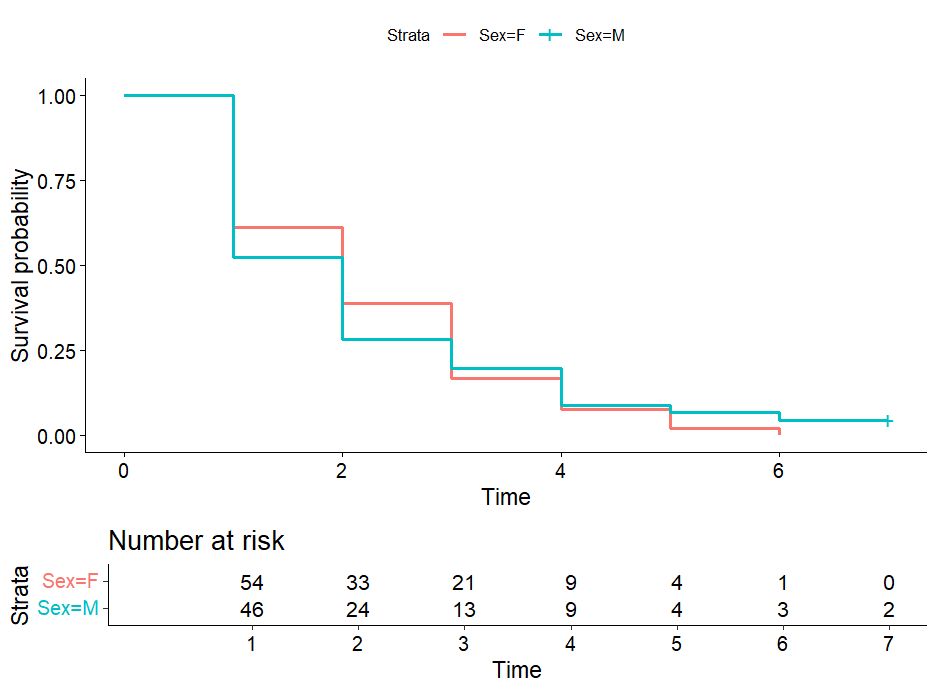 Strata Sex=F Sex=M
Survival probability
1.00
0.75
0.50
0.25
0.00
0 2 4 6
Time
Number at risk
Strata
Sex=F 54 33 21 9 4 1 0
Sex=M 46 24 13 9 4 3 2
1 2 3 4 5 6 7
Time